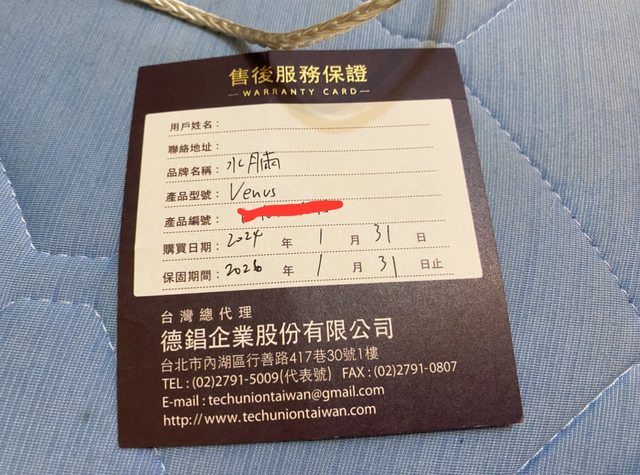 售後服務保證
WARRANTY CARD
用戶姓名：
聯絡地址：
品牌名稱：水月雨
產品型號：Venus
產品編號：
購買日期：2024 年 1 月 31 日
保固期間：2026 年 1 月 31 日止
台灣總代理
德錩企業股份有限公司
台北市內湖區行善路417巷30號1樓
TEL : (02)2791-5009(代表號) FAX : (02)2791-0807
E-mail : techuniontaiwan@gmail.com
http://www.techuniontaiwan.com